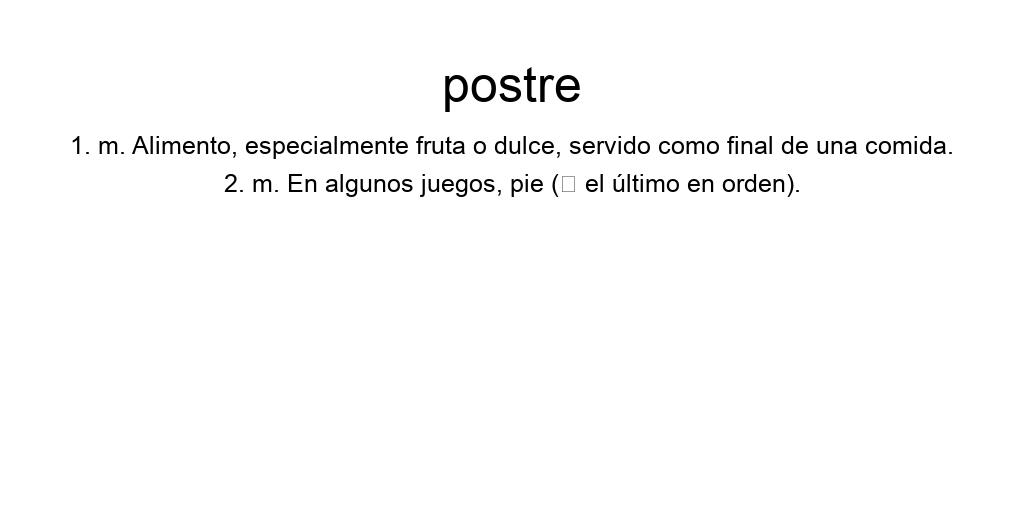 postre
1. m. Alimento, especialmente fruta o dulce, servido como final de una comida.
2. m. En algunos juegos, pie (□ el último en orden).